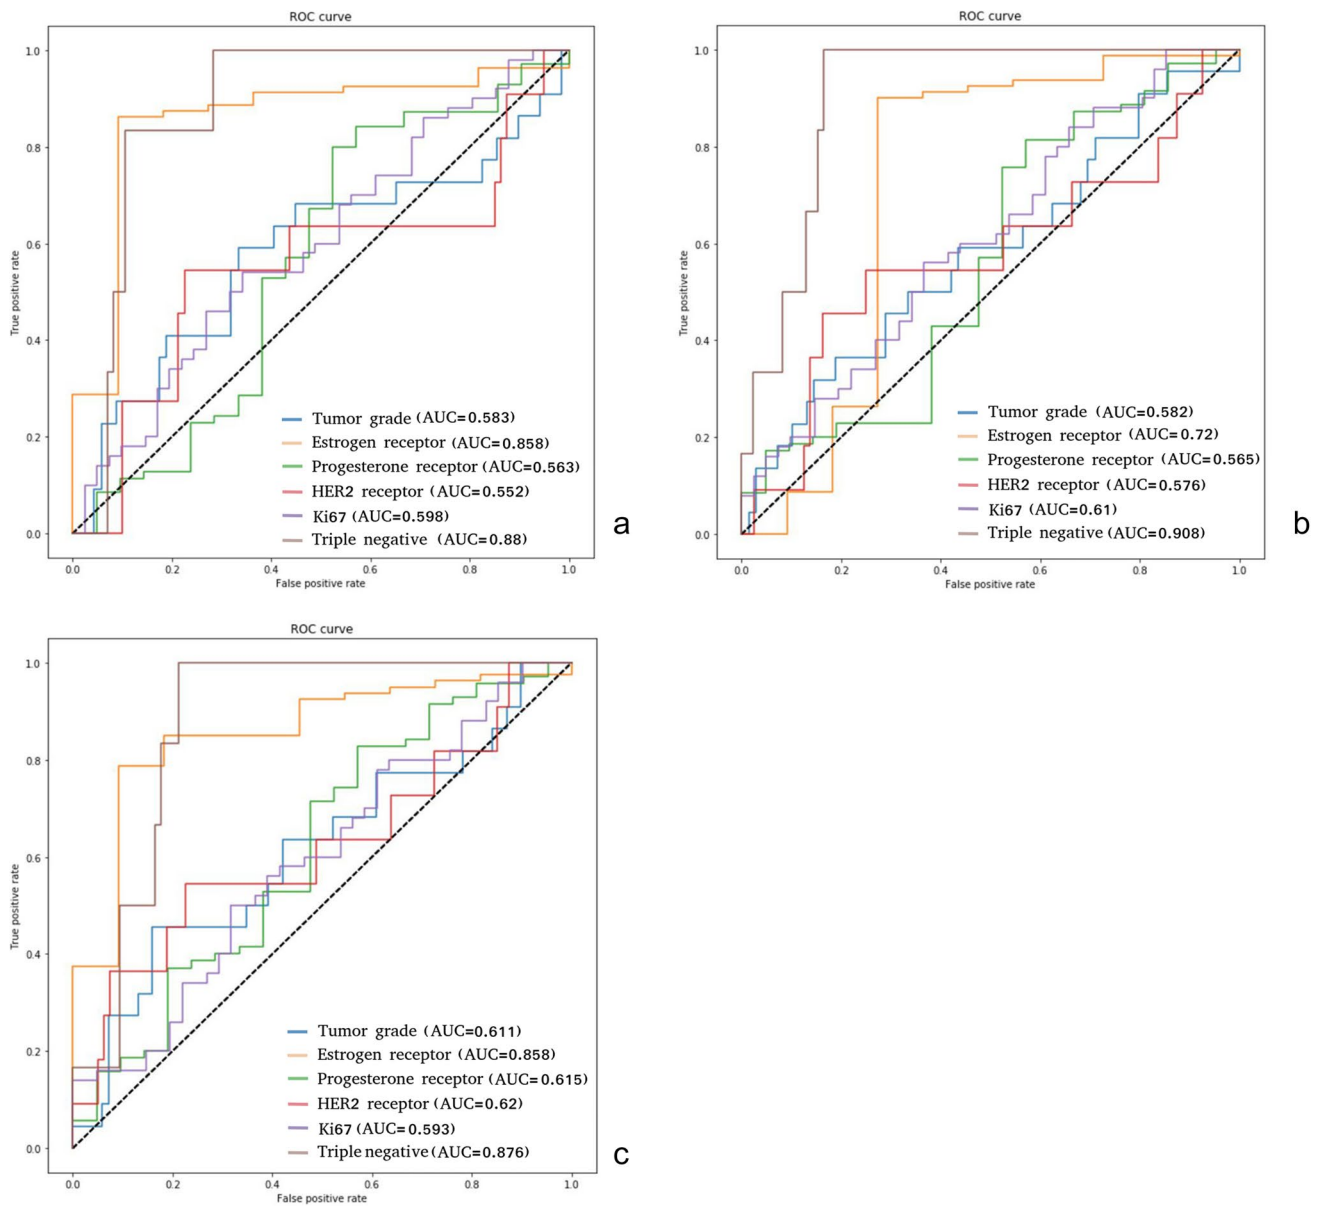 ROC curve
True positive rate
1.0
0.8
0.6
0.4
0.2
0.0
Tumor grade (AUC=0.583)
Estrogen receptor (AUC=0.858)
Progesterone receptor (AUC=0.563)
HER2 receptor (AUC=0.552)
Ki67 (AUC=0.598)
Triple negative (AUC=0.88)
0.0 0.2 0.4 0.6 0.8 1.0
False positive rate
a
ROC curve
True positive rate
1.0
0.8
0.6
0.4
0.2
0.0
Tumor grade (AUC=0.582)
Estrogen receptor (AUC=0.72)
Progesterone receptor (AUC=0.565)
HER2 receptor (AUC=0.576)
Ki67 (AUC=0.61)
Triple negative (AUC=0.908)
0.0 0.2 0.4 0.6 0.8 1.0
False positive rate
b
ROC curve
True positive rate
1.0
0.8
0.6
0.4
0.2
0.0
Tumor grade (AUC=0.611)
Estrogen receptor (AUC=0.858)
Progesterone receptor (AUC=0.615)
HER2 receptor (AUC=0.62)
Ki67 (AUC=0.593)
Triple negative (AUC=0.876)
0.0 0.2 0.4 0.6 0.8 1.0
False positive rate
c